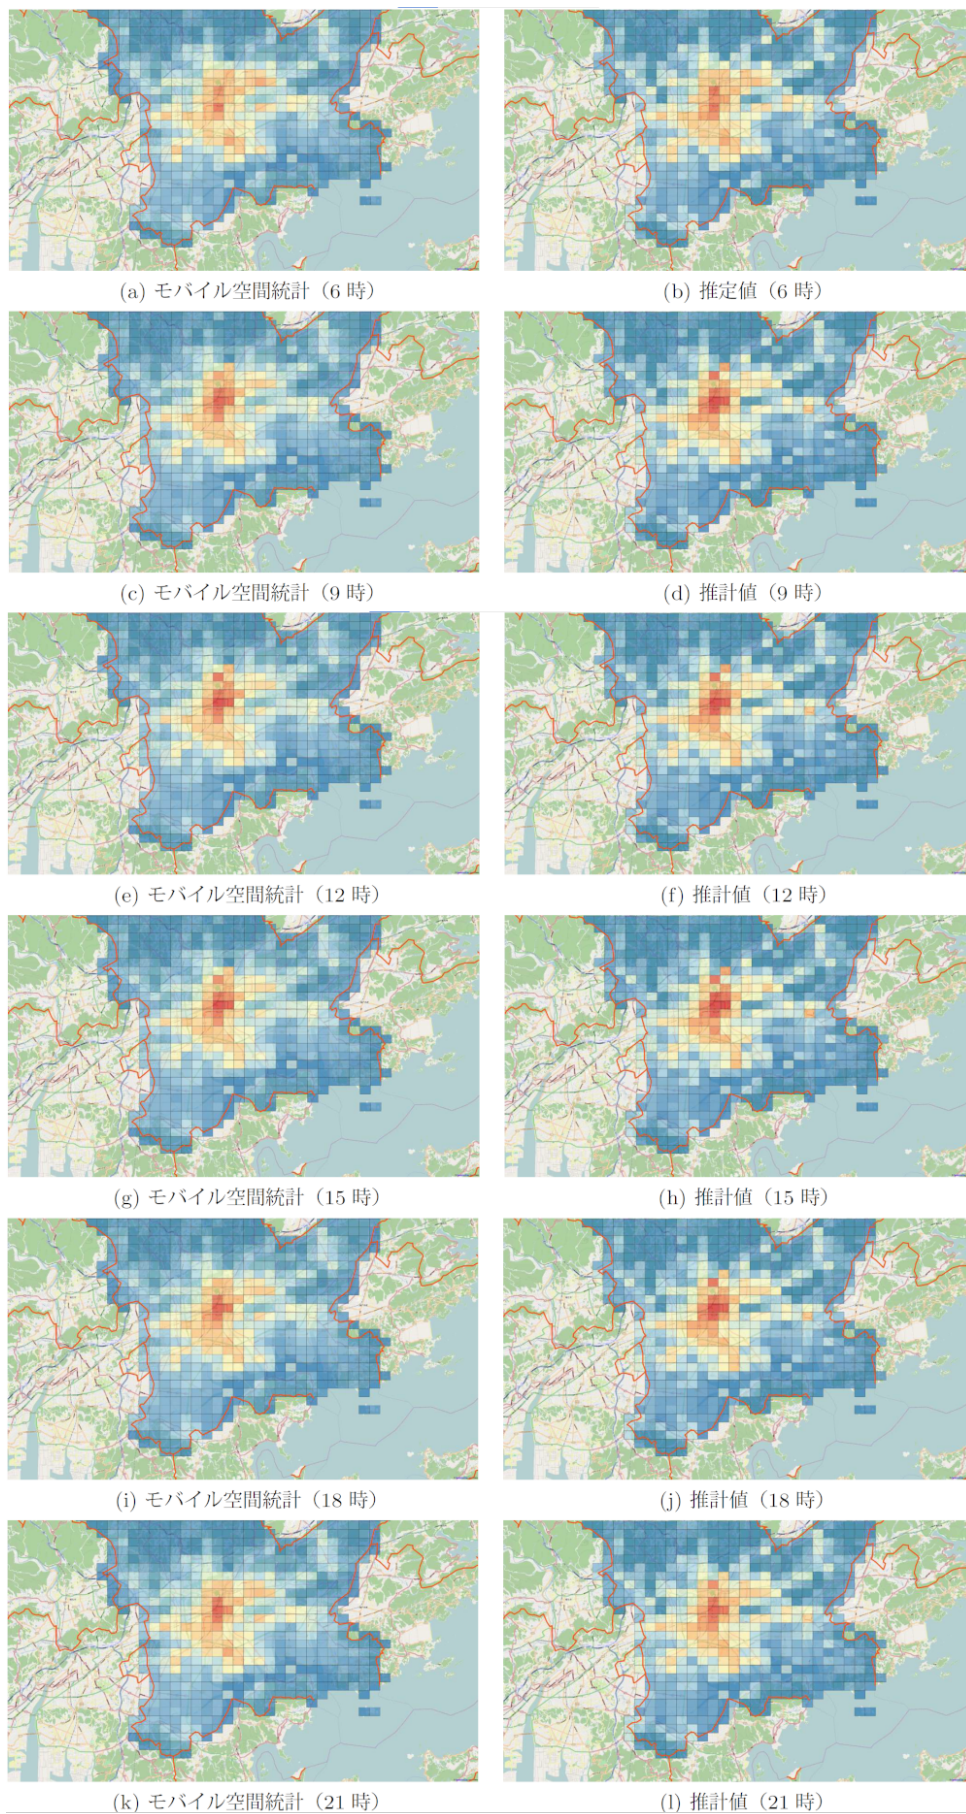 (a) モバイル空間統計（6 時）
(b) 推定値（6 時）
(c) モバイル空間統計（9 時）
(d) 推計値（9 時）
(e) モバイル空間統計（12 時）
(f) 推計値（12 時）
(g) モバイル空間統計（15 時）
(h) 推計値（15 時）
(i) モバイル空間統計（18 時）
(j) 推計値（18 時）
(k) モバイル空間統計（21 時）
(l) 推計値（21 時）